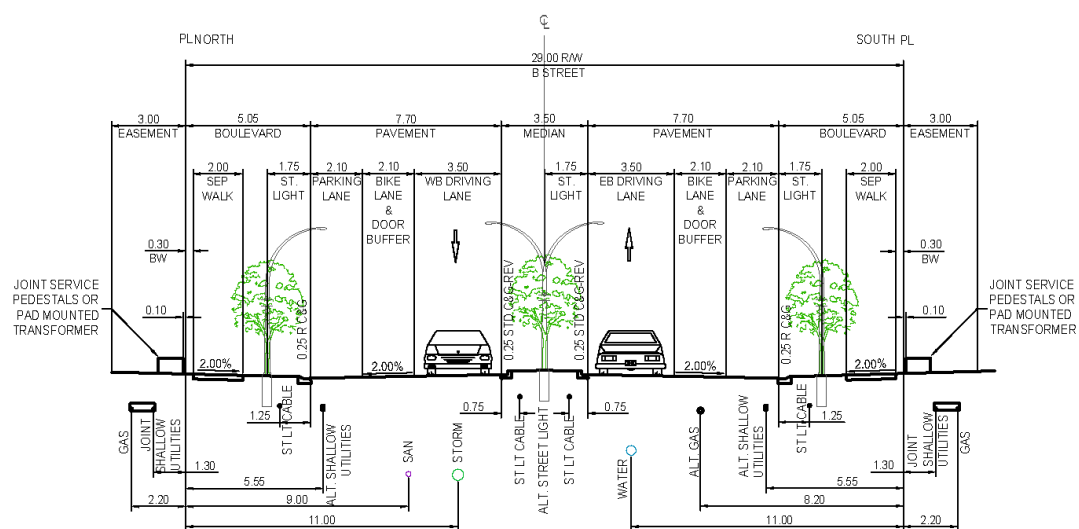 ℄
PL NORTH
SOUTH PL
29.00 R/W
B STREET
3.00
EASEMENT
5.05
BOULEVARD
7.70
PAVEMENT
3.50
MEDIAN
7.70
PAVEMENT
5.05
BOULEVARD
3.00
EASEMENT
2.00
SEP
WALK
1.75
ST.
LIGHT
2.10
PARKING
LANE
2.10
BIKE
LANE
&
DOOR
BUFFER
3.50
WB DRIVING
LANE
1.75
ST.
LIGHT
3.50
EB DRIVING
LANE
2.10
BIKE
LANE
&
DOOR
BUFFER
2.10
PARKING
LANE
1.75
ST.
LIGHT
2.00
SEP
WALK
0.30
BW
0.30
BW
JOINT SERVICE
PEDESTALS OR
PAD MOUNTED
TRANSFORMER
0.10
0.10
JOINT SERVICE
PEDESTALS OR
PAD MOUNTED
TRANSFORMER
0.25 R C&G
0.25 STD C&G-REV
0.25 STD C&G-REV
0.25 R C&G
2.00%
2.00%
2.00%
2.00%
1.25
0.75
0.75
1.25
GAS
JOINT
SHALLOW
UTILITIES
ST LT CABLE
ALT. SHALLOW
UTILITIES
SAN
STORM
ST LT CABLE
ALT. STREET LIGHT
ST LT CABLE
WATER
ALT. GAS
ALT. SHALLOW
UTILITIES
ST LT CABLE
JOINT
SHALLOW
UTILITIES
GAS
1.30
1.30
5.55
5.55
2.20
9.00
8.20
11.00
11.00
2.20